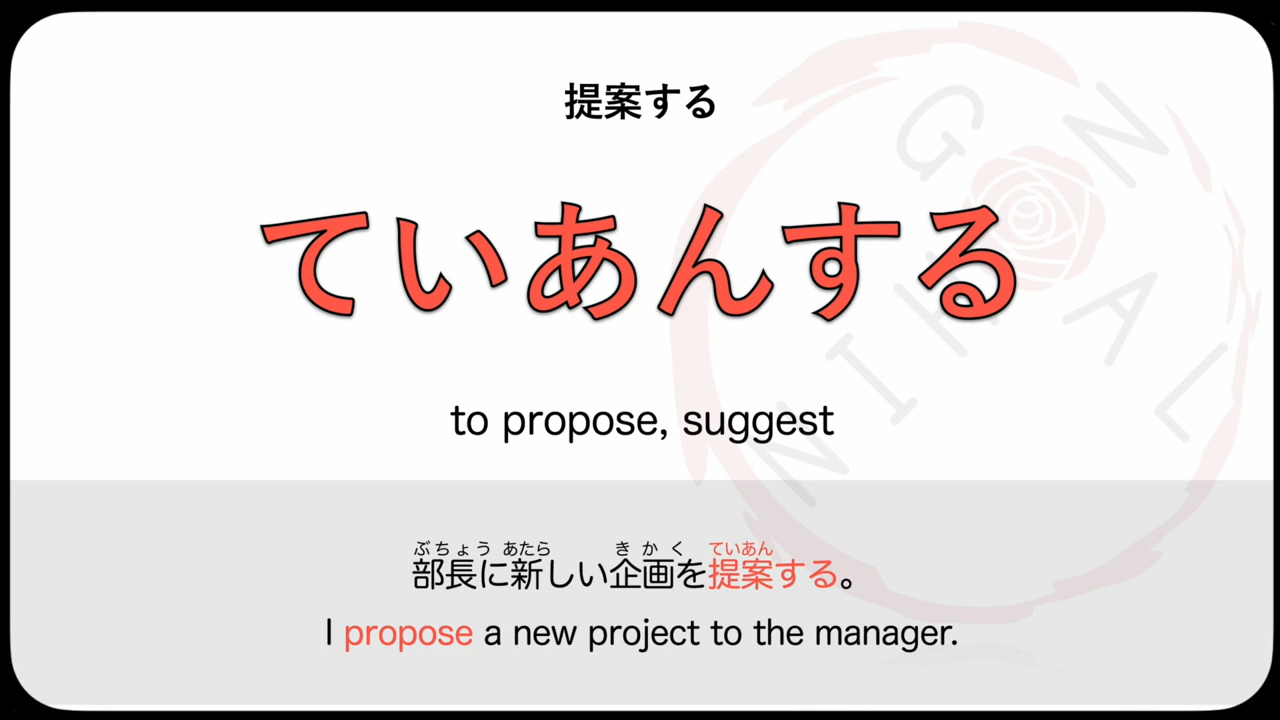 提案する
ていあんする
to propose, suggest
ぶちょう あたら きかく ていあん
部長に新しい企画を提案する。
I propose a new project to the manager.
NIHONGAL